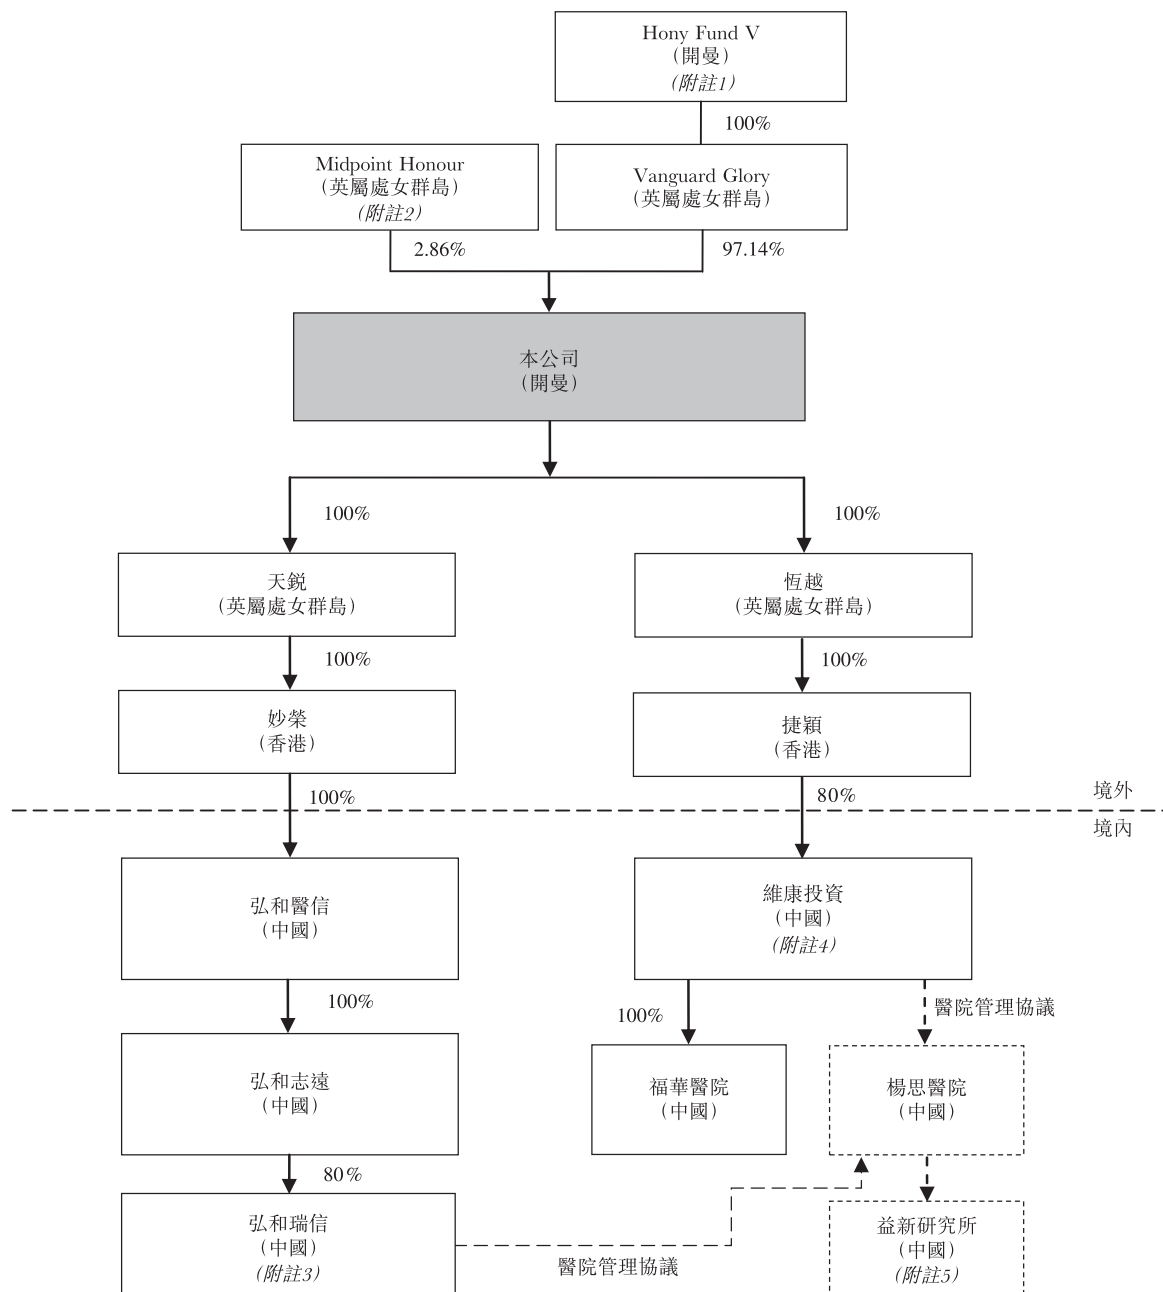 Hony Fund V
(開曼)
(附註1)
100%
Midpoint Honour
(英屬處女群島)
(附註2)
Vanguard Glory
(英屬處女群島)
2.86%
97.14%
本公司
(開曼)
100%
100%
天鋭
(英屬處女群島)
恆越
(英屬處女群島)
100%
100%
妙榮
(香港)
捷穎
(香港)
100%
80%
境外
境內
弘和醫信
(中國)
維康投資
(中國)
(附註4)
100%
100%
醫院管理協議
弘和志遠
(中國)
福華醫院
(中國)
楊思醫院
(中國)
80%
弘和瑞信
(中國)
(附註3)
醫院管理協議
益新研究所
(中國)
(附註5)